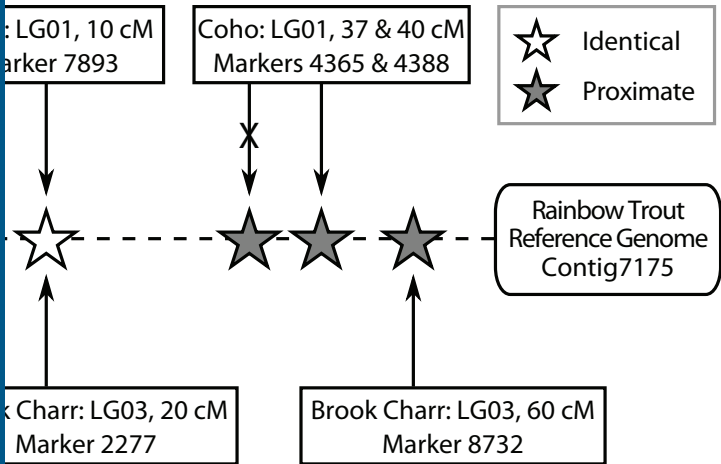 : LG01, 10 cM
arker 7893
Coho: LG01, 37 & 40 cM
Markers 4365 & 4388
Identical
Proximate
X
Rainbow Trout
Reference Genome
Contig7175
k Charr: LG03, 20 cM
Marker 2277
Brook Charr: LG03, 60 cM
Marker 8732